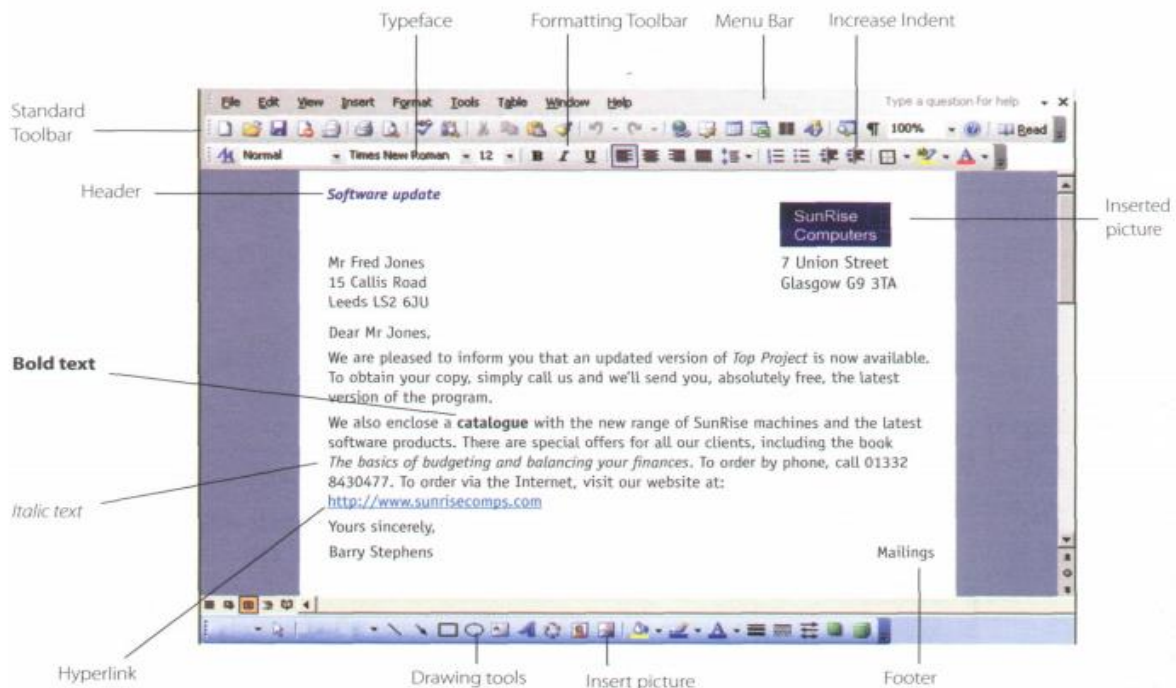 Typeface Formatting Toolbar Menu Bar Increase Indent
Standard
Toolbar
File Edit View Insert Format Tools Table Window Help Type a question for help
100% Read
Normal Times New Roman 12 B I U
Header
Software update
SunRise
Computers
Inserted
picture
Mr Fred Jones
15 Callis Road
Leeds LS2 6JU
7 Union Street
Glasgow G9 3TA
Dear Mr Jones,
Bold text
We are pleased to inform you that an updated version of Top Project is now available.
To obtain your copy, simply call us and we'll send you, absolutely free, the latest
version of the program.
We also enclose a catalogue with the new range of SunRise machines and the latest
software products. There are special offers for all our clients, including the book
The basics of budgeting and balancing your finances. To order by phone, call 01332
8430477. To order via the Internet, visit our website at:
http://www.sunrisecomps.com
Italic text
Yours sincerely,
Barry Stephens
Mailings
Hyperlink Drawing tools Insert picture Footer